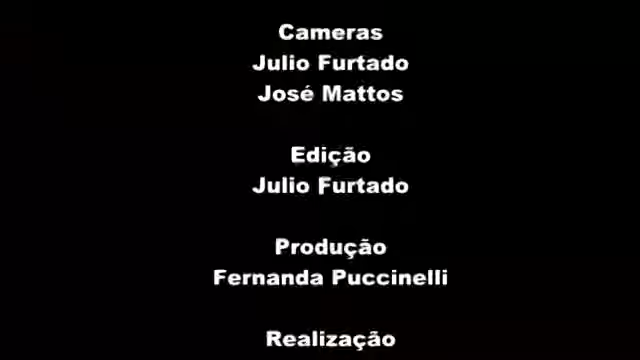 Cameras
Julio Furtado
José Mattos
Edição
Julio Furtado
Produção
Fernanda Puccinelli
Realização